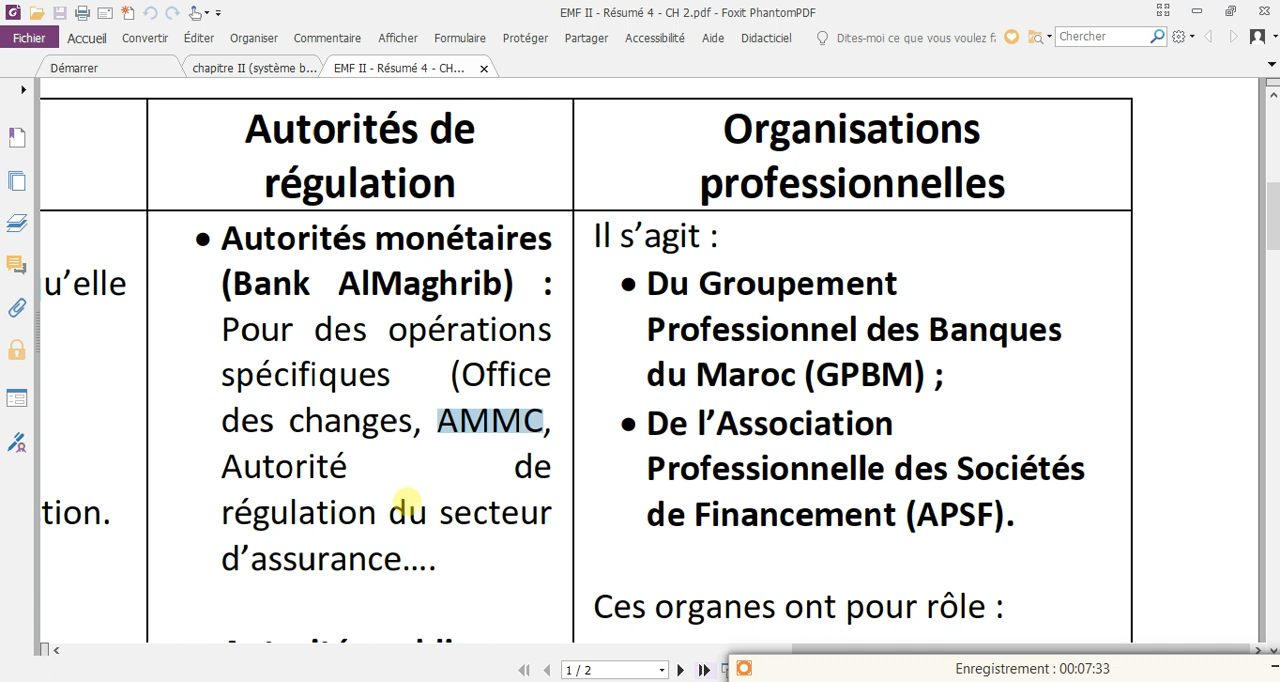 EMF II - Résumé 4 - CH 2.pdf - Foxit PhantomPDF
Fichier Accueil Convertir Éditer Organiser Commentaire Afficher Formulaire Protéger Partager Accessibilité Aide Didacticiel Dites-moi ce que vous voulez f. Chercher
Démarrer chapitre II (système b... EMF II - Résumé 4 - CH...
Autorités de
régulation
Organisations
professionnelles
u'elle
tion.
• Autorités monétaires
(Bank AlMaghrib) :
Pour des opérations
spécifiques (Office
des changes, AMMC,
Autorité de
régulation du secteur
d'assurance....
Il s'agit :
• Du Groupement
Professionnel des Banques
du Maroc (GPBM) ;
• De l'Association
Professionnelle des Sociétés
de Financement (APSF).
Ces organes ont pour rôle :
1 / 2
Enregistrement : 00:07:33